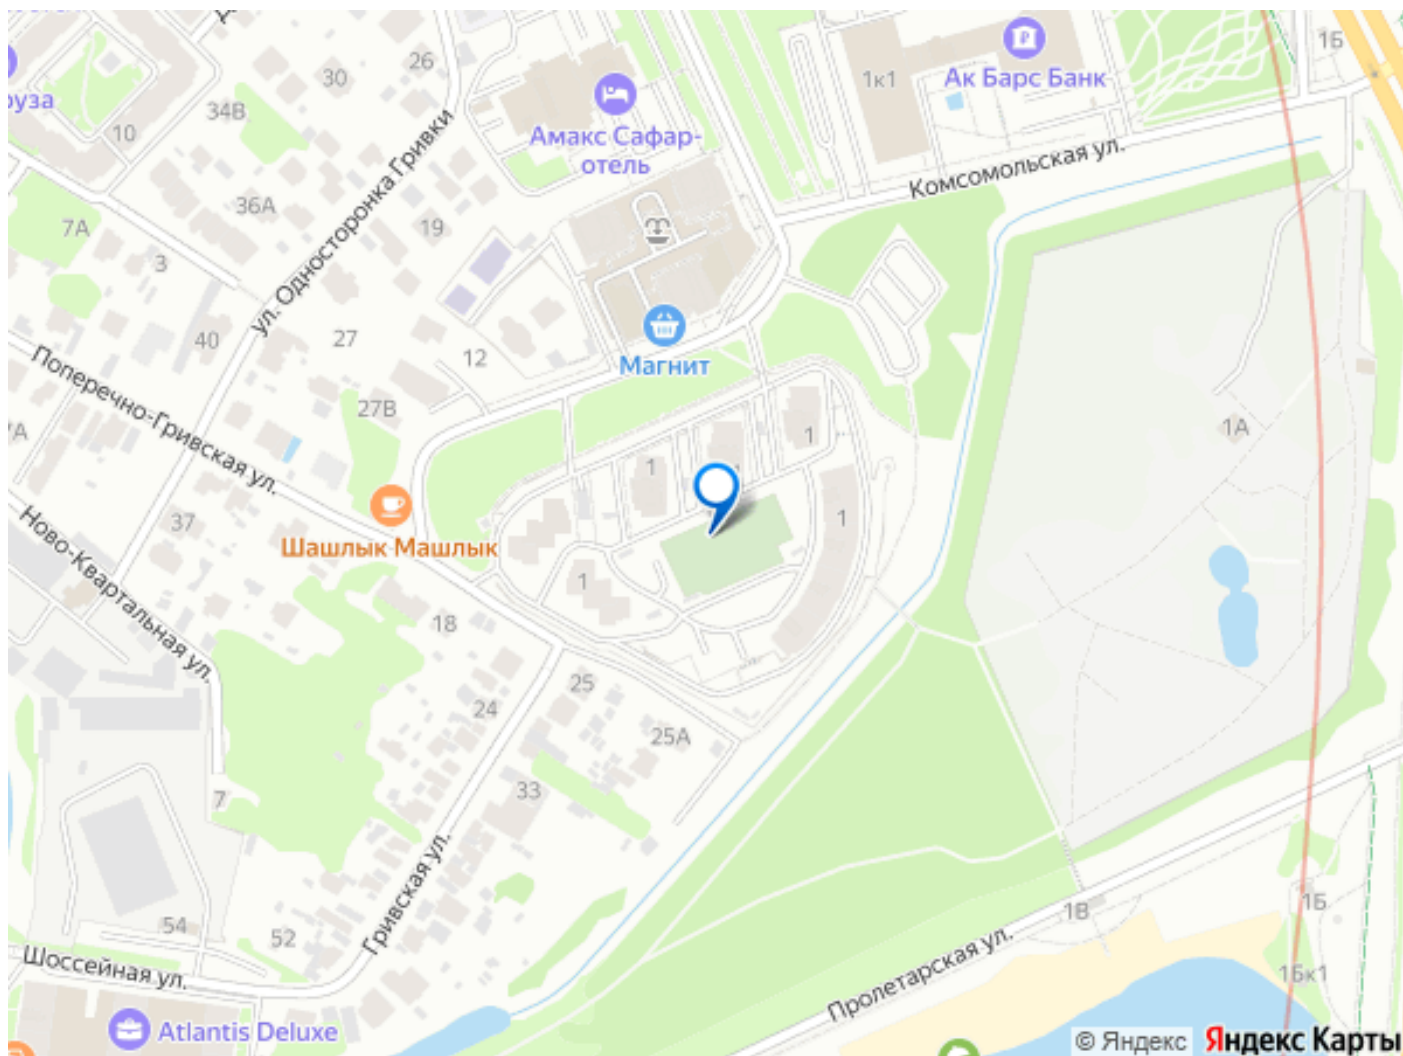 1Б
26
1к1
Ак Барс Банк
30
34В
Амакс Сафар-
отель
10
Комсомольская ул.
ул. Односторонка Гривки
36А
19
7А
3
27
40
12
Магнит
Поперечно-Гривская ул.
27В
1А
1
1
1
37
Шашлык Машлык
Ново-Квартальная ул.
1
18
25
24
25А
33
7
Гривская ул.
1В
1Б
54
52
Пролетарская ул.
Шоссейная ул.
1Бк1
Atlantis Deluxe
© Яндекс
Яндекс Карты